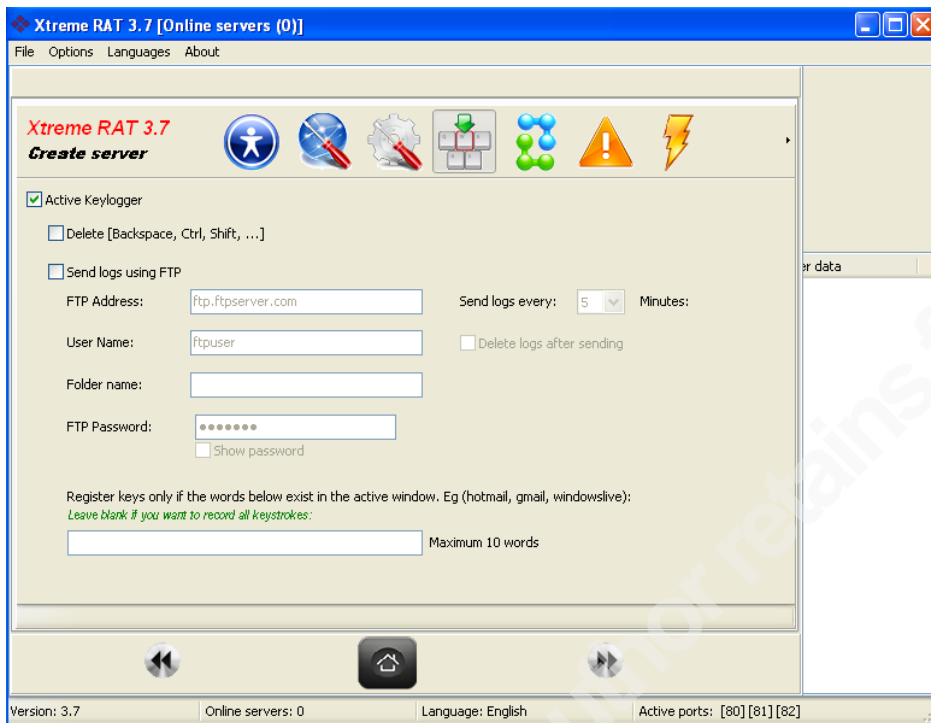 Xtreme RAT 3.7 [Online servers (0)]
File Options Languages About
Xtreme RAT 3.7
Create server
Active Keylogger
Delete [Backspace, Ctrl, Shift, ...]
Send logs using FTP
er data
FTP Address: ftp.ftpserver.com Send logs every: 5 Minutes:
User Name: ftpuser Delete logs after sending
Folder name:
FTP Password: •••••••
Show password
Register keys only if the words below exist in the active window. Eg (hotmail, gmail, windowslive):
Leave blank if you want to record all keystrokes:
Maximum 10 words
Version: 3.7 Online servers: 0 Language: English Active ports: [80] [81] [82]
thor retains f